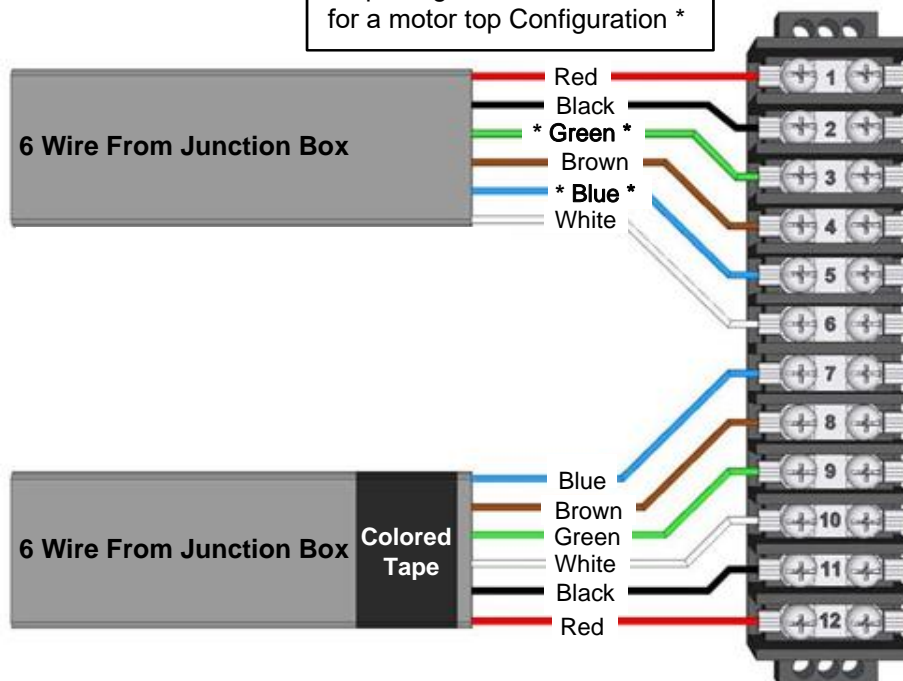 for a motor top Configuration *
6 Wire From Junction Box
Red
Black
* Green *
Brown
* Blue *
White
1
2
3
4
5
6
7
8
9
10
11
12
6 Wire From Junction Box
Colored
Tape
Blue
Brown
Green
White
Black
Red